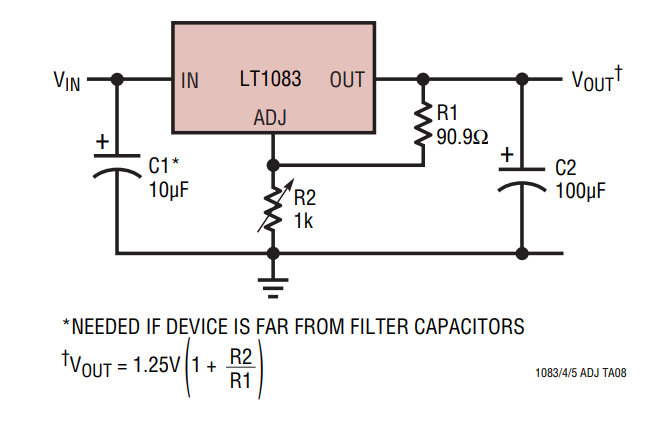 VIN
IN
LT1083
OUT
VOUT†
ADJ
R1
90.9Ω
+
C1*
10µF
R2
1k
+
C2
100µF
*NEEDED IF DEVICE IS FAR FROM FILTER CAPACITORS
†VOUT = 1.25V(1 + R2/R1)
1083/4/5 ADJ TA08